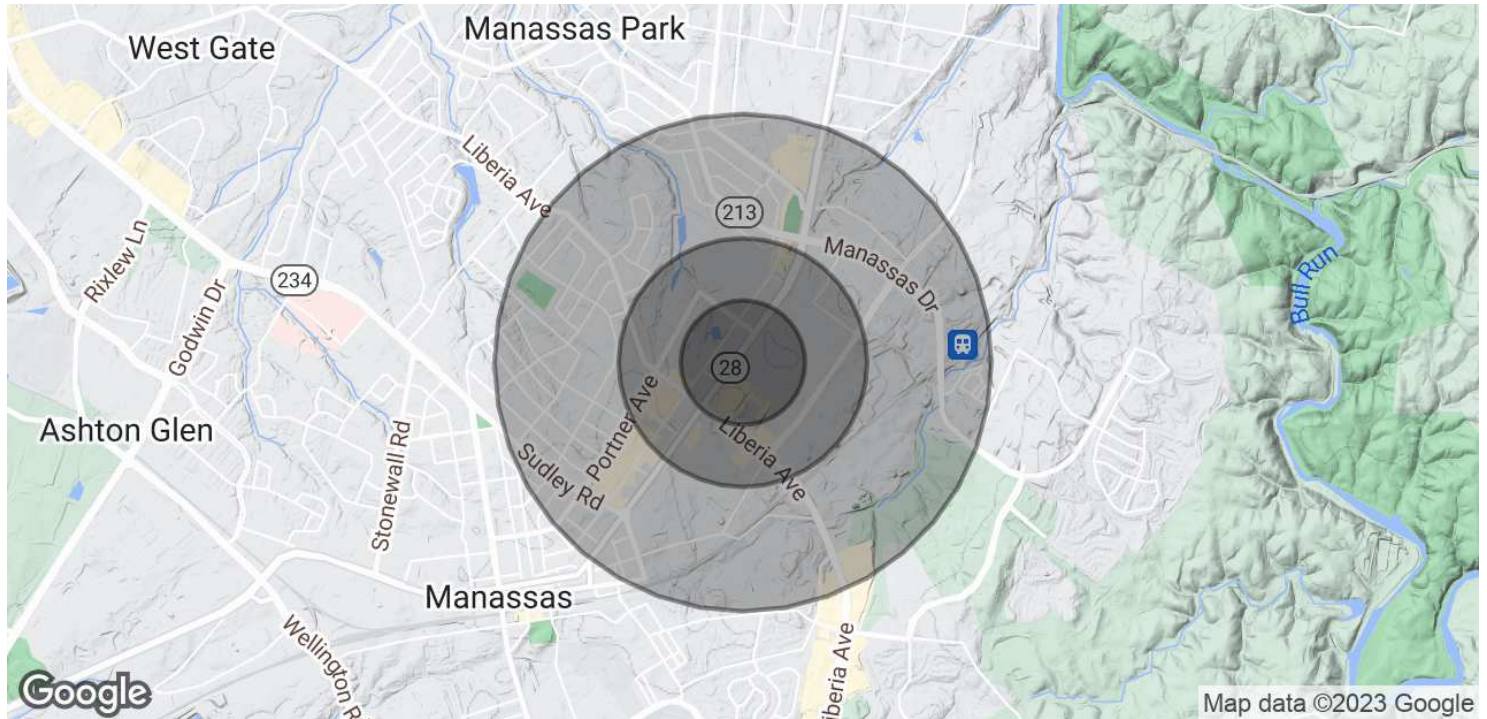 West Gate
Manassas Park
Liberia Ave
213
Manassas Dr
Rixlew Ln
Godwin Dr
234
Bull Run
28
Portner Ave
Liberia Ave
Ashton Glen
Stonewall Rd
Sudley Rd
Manassas
Wellington R
iberia Ave
Google
Map data ©2023 Google